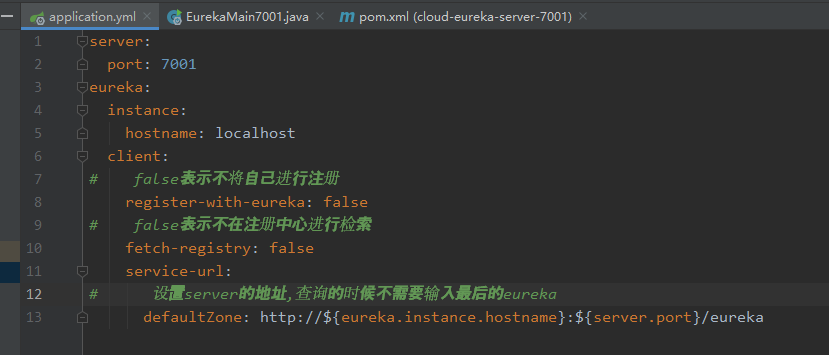 application.yml EurekaMain7001.java pom.xml (cloud-eureka-server-7001)
1 server:
2 port: 7001
3 eureka:
4 instance:
5 hostname: localhost
6 client:
7 # false表示不将自己进行注册
8 register-with-eureka: false
9 # false表示不在注册中心进行检索
10 fetch-registry: false
11 service-url:
12 # 设置server的地址,查询的时候不需要输入最后的eureka
13 defaultZone: http://${eureka.instance.hostname}:${server.port}/eureka